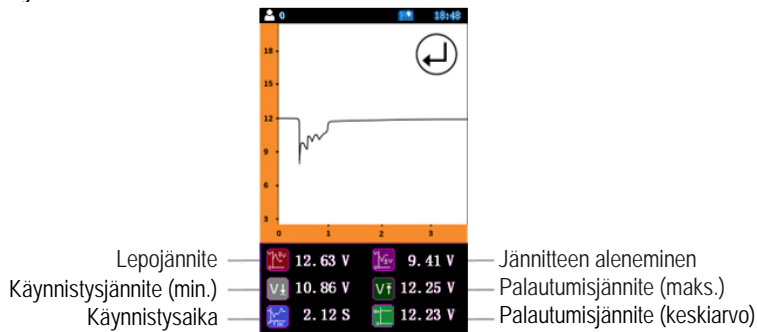 0 18:48
18
15
12
9
6
3
0 1 2 3
Lepojännite 12.63 V 9.41 V Jännitteen aleneminen
Käynnistysjännite (min.) V 10.86 V V 12.25 V Palautumisjännite (maks.)
Käynnistysaika 2.12 S 12.23 V Palautumisjännite (keskiarvo)